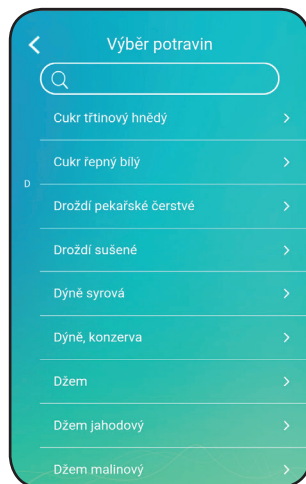 Výběr potravin
Cukr třtinový hnědý
Cukr řepný bílý
D
Droždí pekařské čerstvé
Droždí sušené
Dýně syrová
Dýně, konzerva
Džem
Džem jahodový
Džem malinový